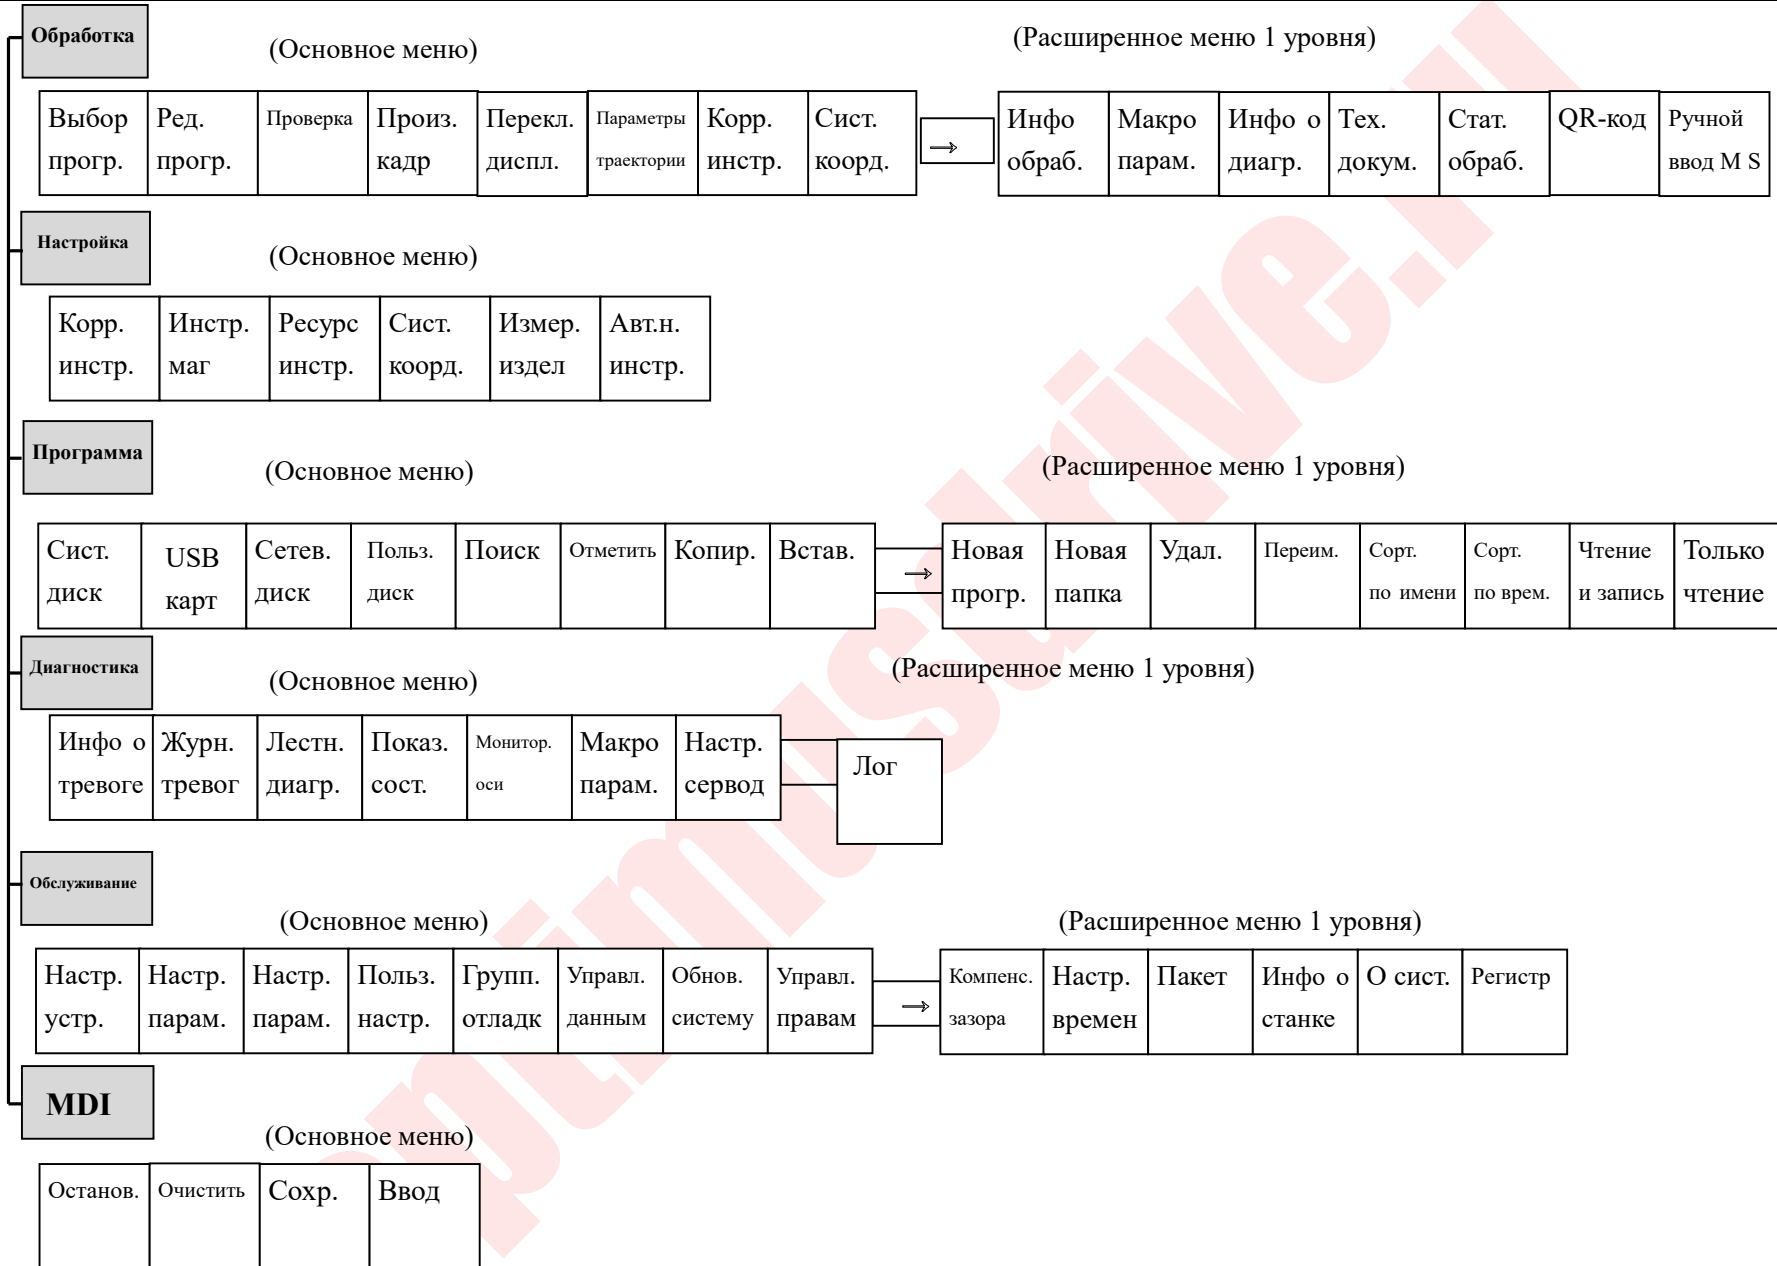 Обработка
(Основное меню)
(Расширенное меню 1 уровня)
Выбор
прогр.
Ред.
прогр.
Проверка
Произ.
кадр
Перекл.
диспл.
Параметры
траектории
Корр.
инстр.
Сист.
коорд.
→
Инфо
обраб.
Макро
парам.
Инфо о
диагр.
Тех.
докум.
Стат.
обраб.
QR-код
Ручной
ввод M S
Настройка
(Основное меню)
Корр.
инстр.
Инстр.
маг
Ресурс
инстр.
Сист.
коорд.
Измер.
издел
Авт.н.
инстр.
Программа
(Основное меню)
(Расширенное меню 1 уровня)
Сист.
диск
USB
карт
Сетев.
диск
Польз.
диск
Поиск
Отметить
Копир.
Встав.
→
Новая
прогр.
Новая
папка
Удал.
Переим.
Сорт.
по имени
Сорт.
по врем.
Чтение
и запись
Только
чтение
Диагностика
(Основное меню)
(Расширенное меню 1 уровня)
Инфо о
тревоге
Журн.
тревог
Лестн.
диагр.
Показ.
сост.
Монитор.
оси
Макро
парам.
Настр.
сервод
Лог
Обслуживание
(Основное меню)
(Расширенное меню 1 уровня)
Настр.
устр.
Настр.
парам.
Настр.
парам.
Польз.
настр.
Групп.
отладк
Управл.
данным
Обнов.
систему
Управл.
правам
→
Компенс.
зазора
Настр.
времен
Пакет
Инфо о
станке
О сист.
Регистр
MDI
(Основное меню)
Останов.
Очистить
Сохр.
Ввод
optimusdrive.ru